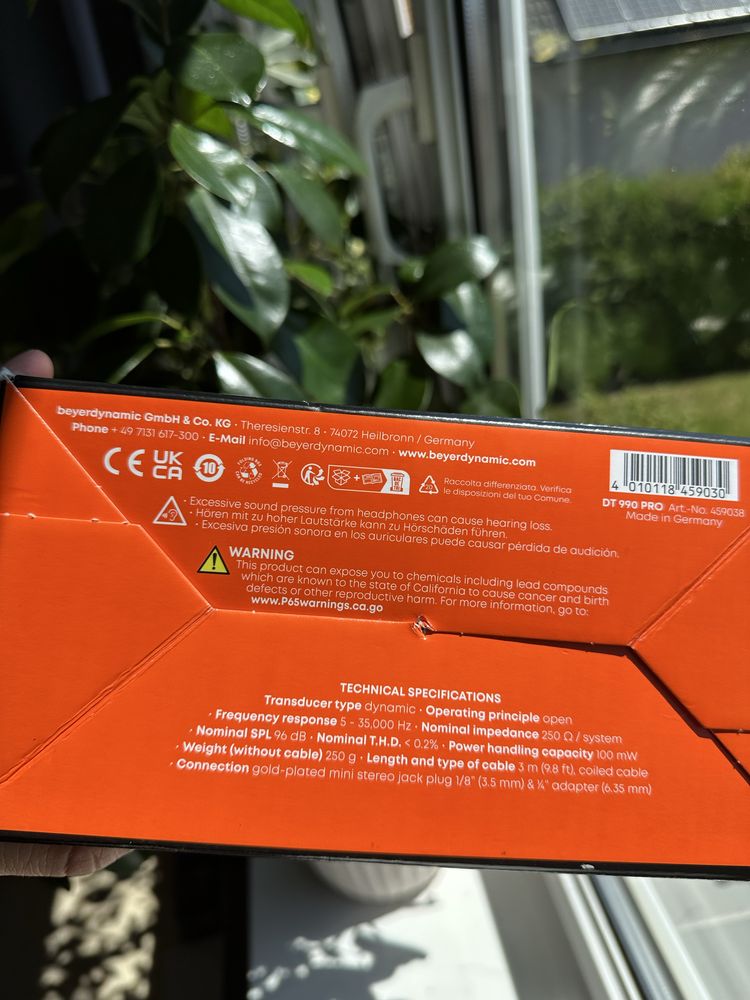 beyerdynamic GmbH & Co. KG · Theresienstr. 8 · 74072 Heilbronn / Germany
Phone + 49 7131 617-300 · E-Mail info@beyerdynamic.com · www.beyerdynamic.com
CE UK CA 10
20
Raccolta differenziata. Verifica
le disposizioni del tuo Comune.
4 010118 459030
DT 990 PRO Art.-No. 459038
Made in Germany
· Excessive sound pressure from headphones can cause hearing loss.
· Hören mit zu hoher Lautstärke kann zu Hörschäden führen.
· Excesiva presión sonora en los auriculares puede causar pérdida de audición.
WARNING
This product can expose you to chemicals including lead compounds
which are known to the state of California to cause cancer and birth
defects or other reproductive harm. For more information, go to:
www.P65warnings.ca.go
TECHNICAL SPECIFICATIONS
Transducer type dynamic · Operating principle open
· Frequency response 5 - 35,000 Hz · Nominal impedance 250 Ω / system
· Nominal SPL 96 dB · Nominal T.H.D. < 0.2% · Power handling capacity 100 mW
· Weight (without cable) 250 g · Length and type of cable 3 m (9.8 ft), coiled cable
· Connection gold-plated mini stereo jack plug 1/8" (3.5 mm) & ¼" adapter (6.35 mm)